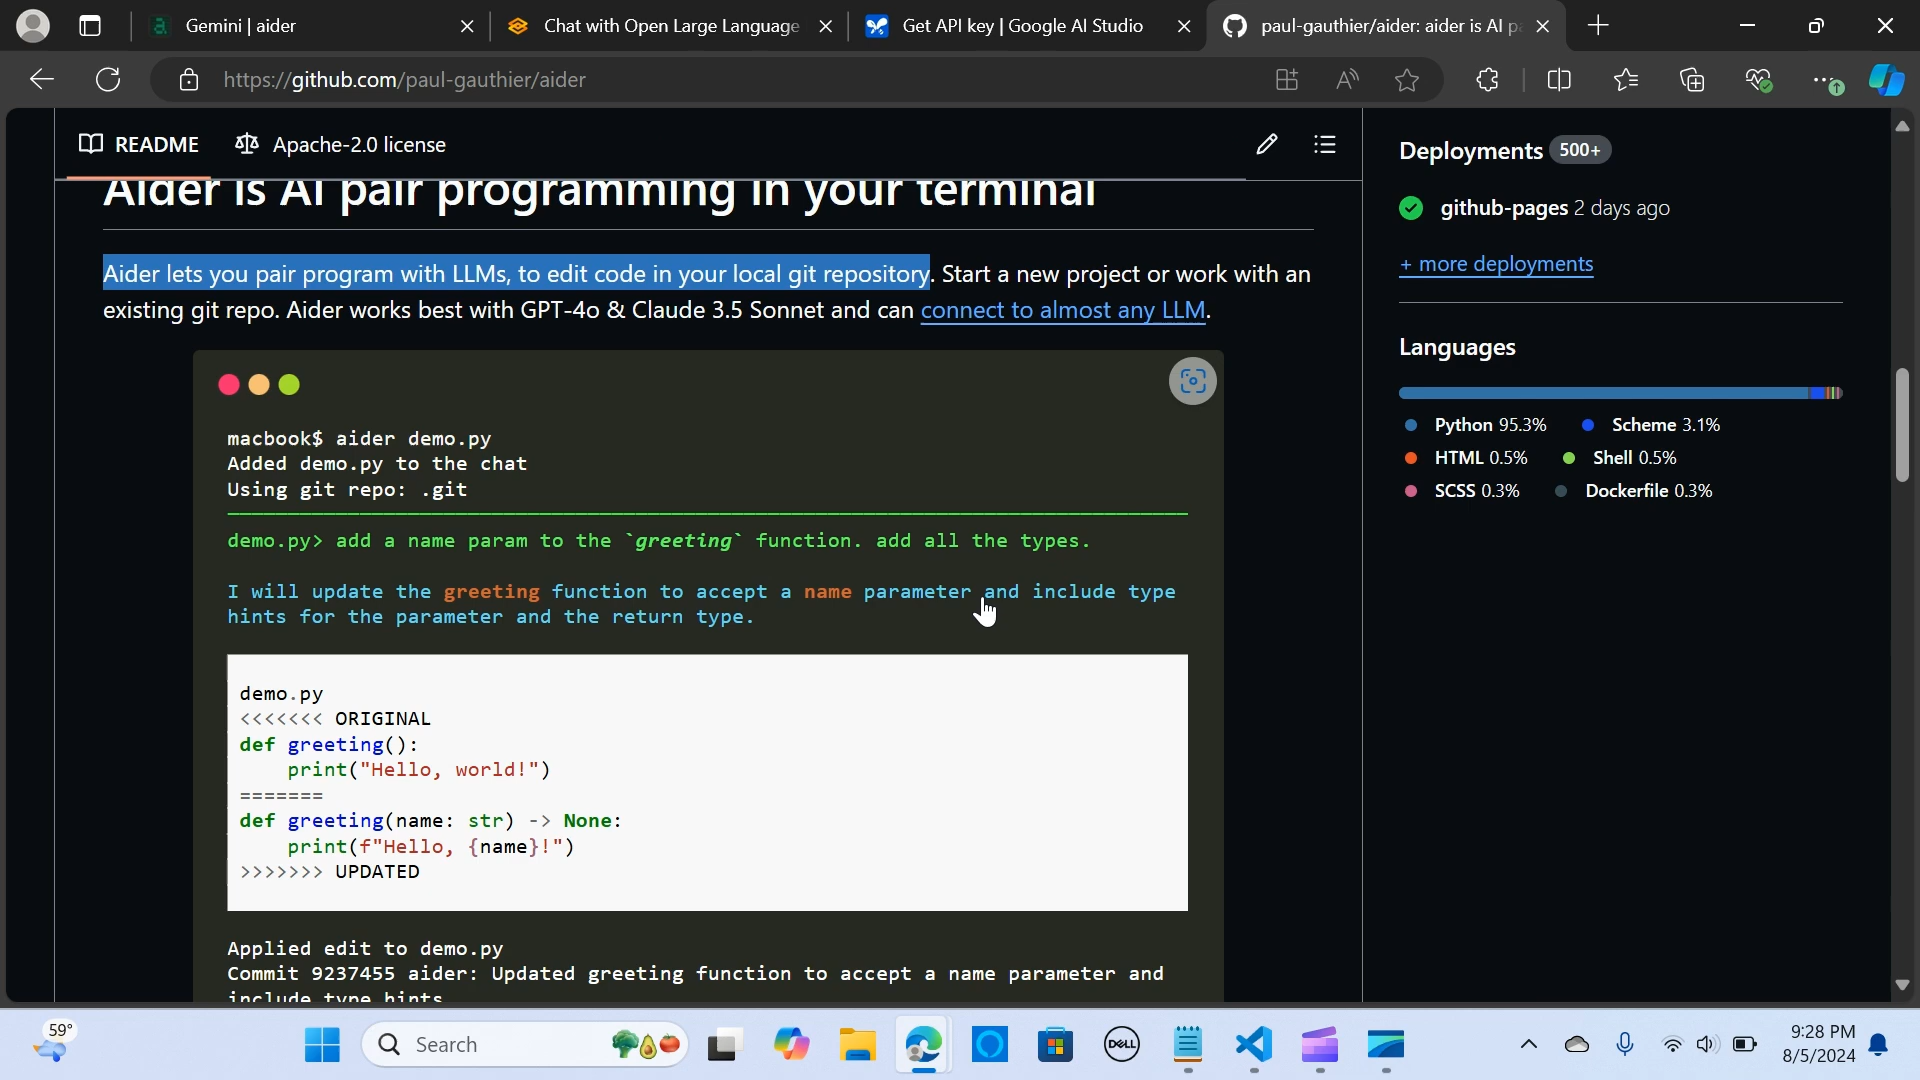 Gemini | aider
Chat with Open Large Language
Get API key | Google AI Studio
paul-gauthier/aider: aider is AI pa
https://github.com/paul-gauthier/aider
README
Apache-2.0 license
Aider is AI pair programming in your terminal
Aider lets you pair program with LLMs, to edit code in your local git repository. Start a new project or work with an
existing git repo. Aider works best with GPT-4o & Claude 3.5 Sonnet and can connect to almost any LLM.
macbook$ aider demo.py
Added demo.py to the chat
Using git repo: .git
demo.py> add a name param to the `greeting` function. add all the types.
I will update the greeting function to accept a name parameter and include type
hints for the parameter and the return type.
demo.py
<<<<<<< ORIGINAL
def greeting():
    print("Hello, world!")
=======
def greeting(name: str) -> None:
    print(f"Hello, {name}!")
>>>>>>> UPDATED
Applied edit to demo.py
Commit 9237455 aider: Updated greeting function to accept a name parameter and
include type hints
Deployments 500+
github-pages 2 days ago
+ more deployments
Languages
Python 95.3% Scheme 3.1%
HTML 0.5% Shell 0.5%
SCSS 0.3% Dockerfile 0.3%
59°
Search
DELL
9:28 PM
8/5/2024